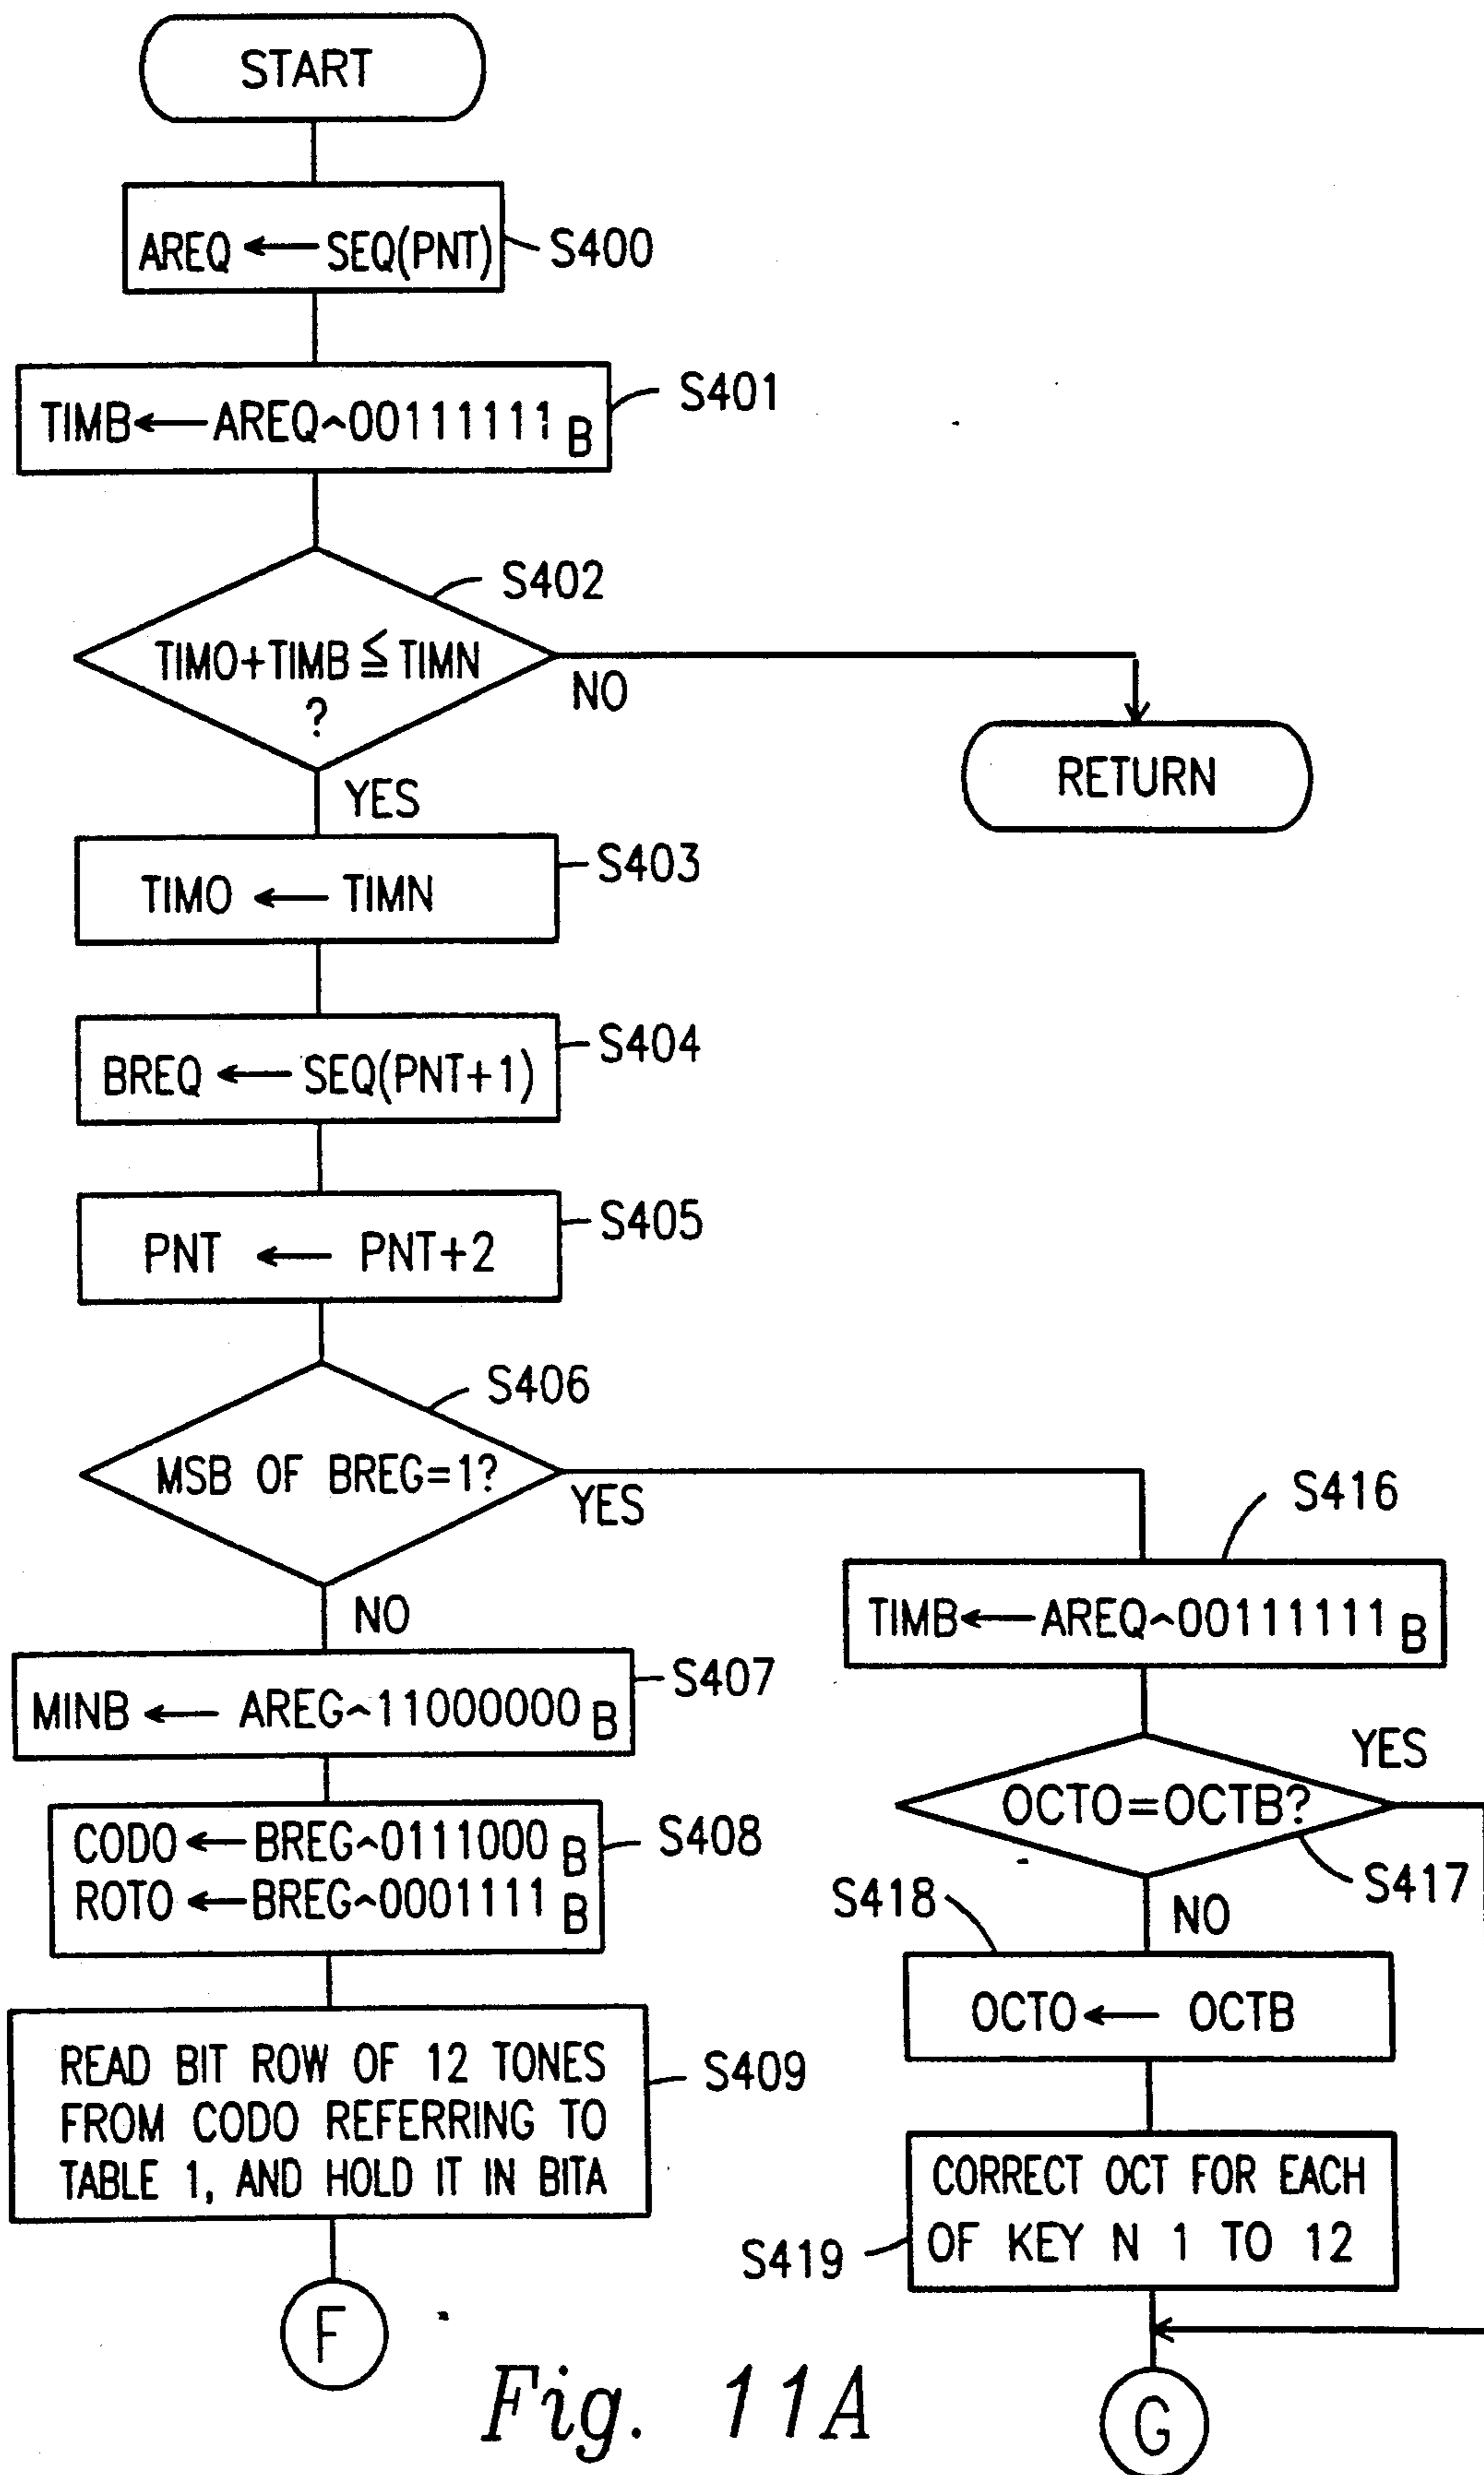 START
AREQ ← SEQ(PNT)
S400
TIMB ← AREQ^00111111 B
S401
S402
TIMO+TIMB ≦ TIMN
?
NO
RETURN
YES
TIMO ← TIMN
S403
BREQ ← SEQ(PNT+1)
S404
PNT ← PNT+2
S405
S406
MSB OF BREG=1?
YES
NO
S416
TIMB ← AREQ^00111111 B
MINB ← AREG^11000000 B
S407
CODO ← BREG^0111000 B
ROTO ← BREG^0001111 B
S408
OCTO=OCTB?
YES
S417
NO
S418
OCTO ← OCTB
READ BIT ROW OF 12 TONES
FROM CODO REFERRING TO
TABLE 1, AND HOLD IT IN BITA
S409
CORRECT OCT FOR EACH
OF KEY N 1 TO 12
S419
F
G
Fig. 11A